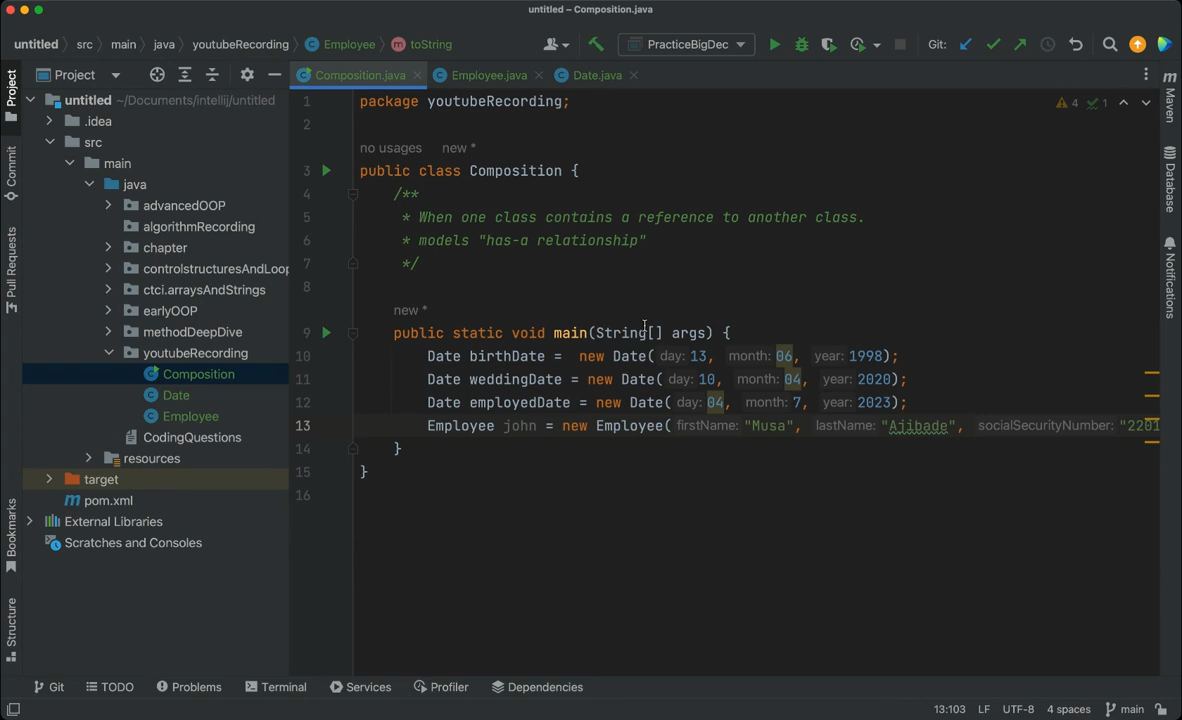 untitled – Composition.java
untitled src main java youtubeRecording Employee toString PracticeBigDec Git:
Project
Composition.java Employee.java Date.java
untitled ~/Documents/intellij/untitled
.idea
src
main
java
advancedOOP
algorithmRecording
chapter
controlstructuresAndLoop
ctci.arraysAndStrings
earlyOOP
methodDeepDive
youtubeRecording
Composition
Date
Employee
CodingQuestions
resources
target
pom.xml
External Libraries
Scratches and Consoles
Project
Commit
Pull Requests
Bookmarks
Structure
4 1
1 package youtubeRecording;
2
no usages new *
3 public class Composition {
4 /**
5 * When one class contains a reference to another class.
6 * models "has-a relationship"
7 */
8
new *
9 public static void main(String[] args) {
10 Date birthDate = new Date( day: 13, month: 06, year: 1998);
11 Date weddingDate = new Date( day: 10, month: 04, year: 2020);
12 Date employedDate = new Date( day: 04, month: 7, year: 2023);
13 Employee john = new Employee( firstName: "Musa", lastName: "Ajibade", socialSecurityNumber: "2201
14 }
15 }
16
m Maven
Database
Notifications
Git TODO Problems Terminal Services Profiler Dependencies
13:103 LF UTF-8 4 spaces main